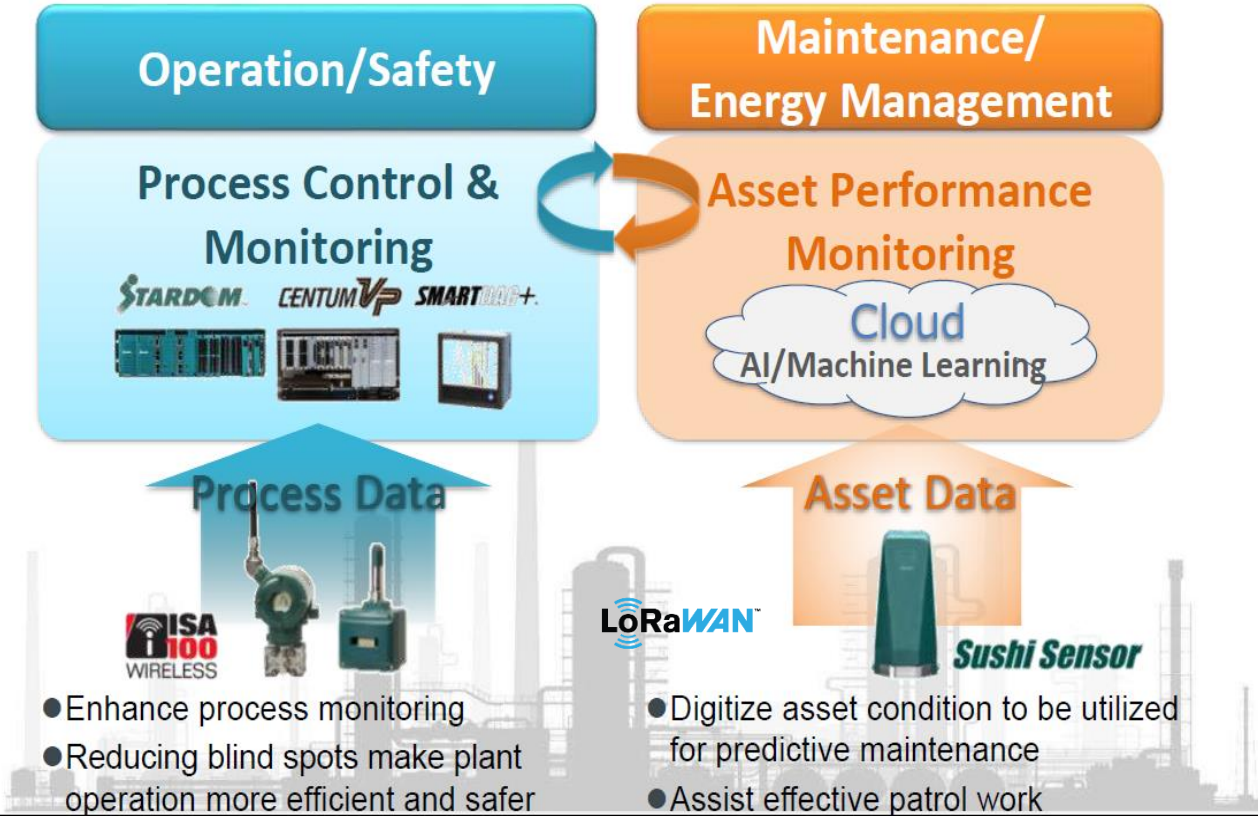 Operation/Safety
Process Control &
Monitoring
STARDOM
CENTUM VP
SMARTDAC+
Process Data
ISA
100
WIRELESS
●Enhance process monitoring
●Reducing blind spots make plant
operation more efficient and safer
Maintenance/
Energy Management
Asset Performance
Monitoring
Cloud
AI/Machine Learning
Asset Data
LoRaWAN™
Sushi Sensor
●Digitize asset condition to be utilized
for predictive maintenance
●Assist effective patrol work